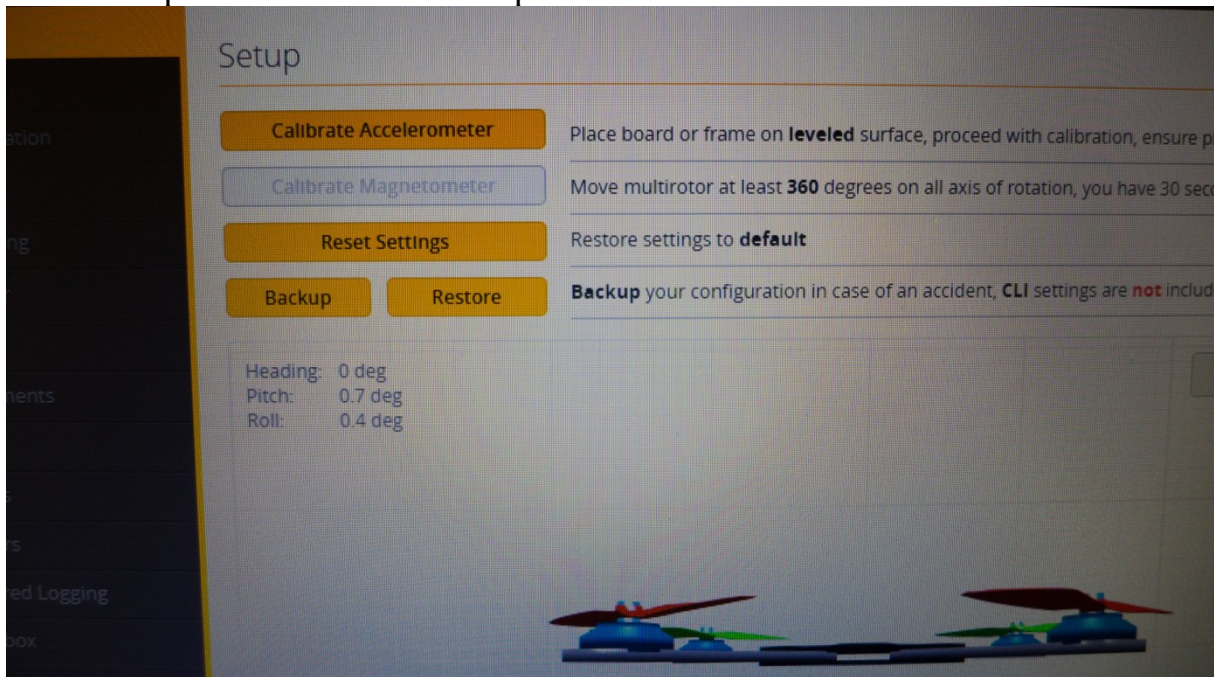 Setup
Calibrate Accelerometer
Place board or frame on leveled surface, proceed with calibration, ensure
Calibrate Magnetometer
Move multirotor at least 360 degrees on all axis of rotation, you have 30
Reset Settings
Restore settings to default
Backup
Restore
Backup your configuration in case of an accident, CLI settings are not
Heading: 0 deg
Pitch: 0.7 deg
Roll: 0.4 deg
ation
ng
nents
s
rs
red Logging
box